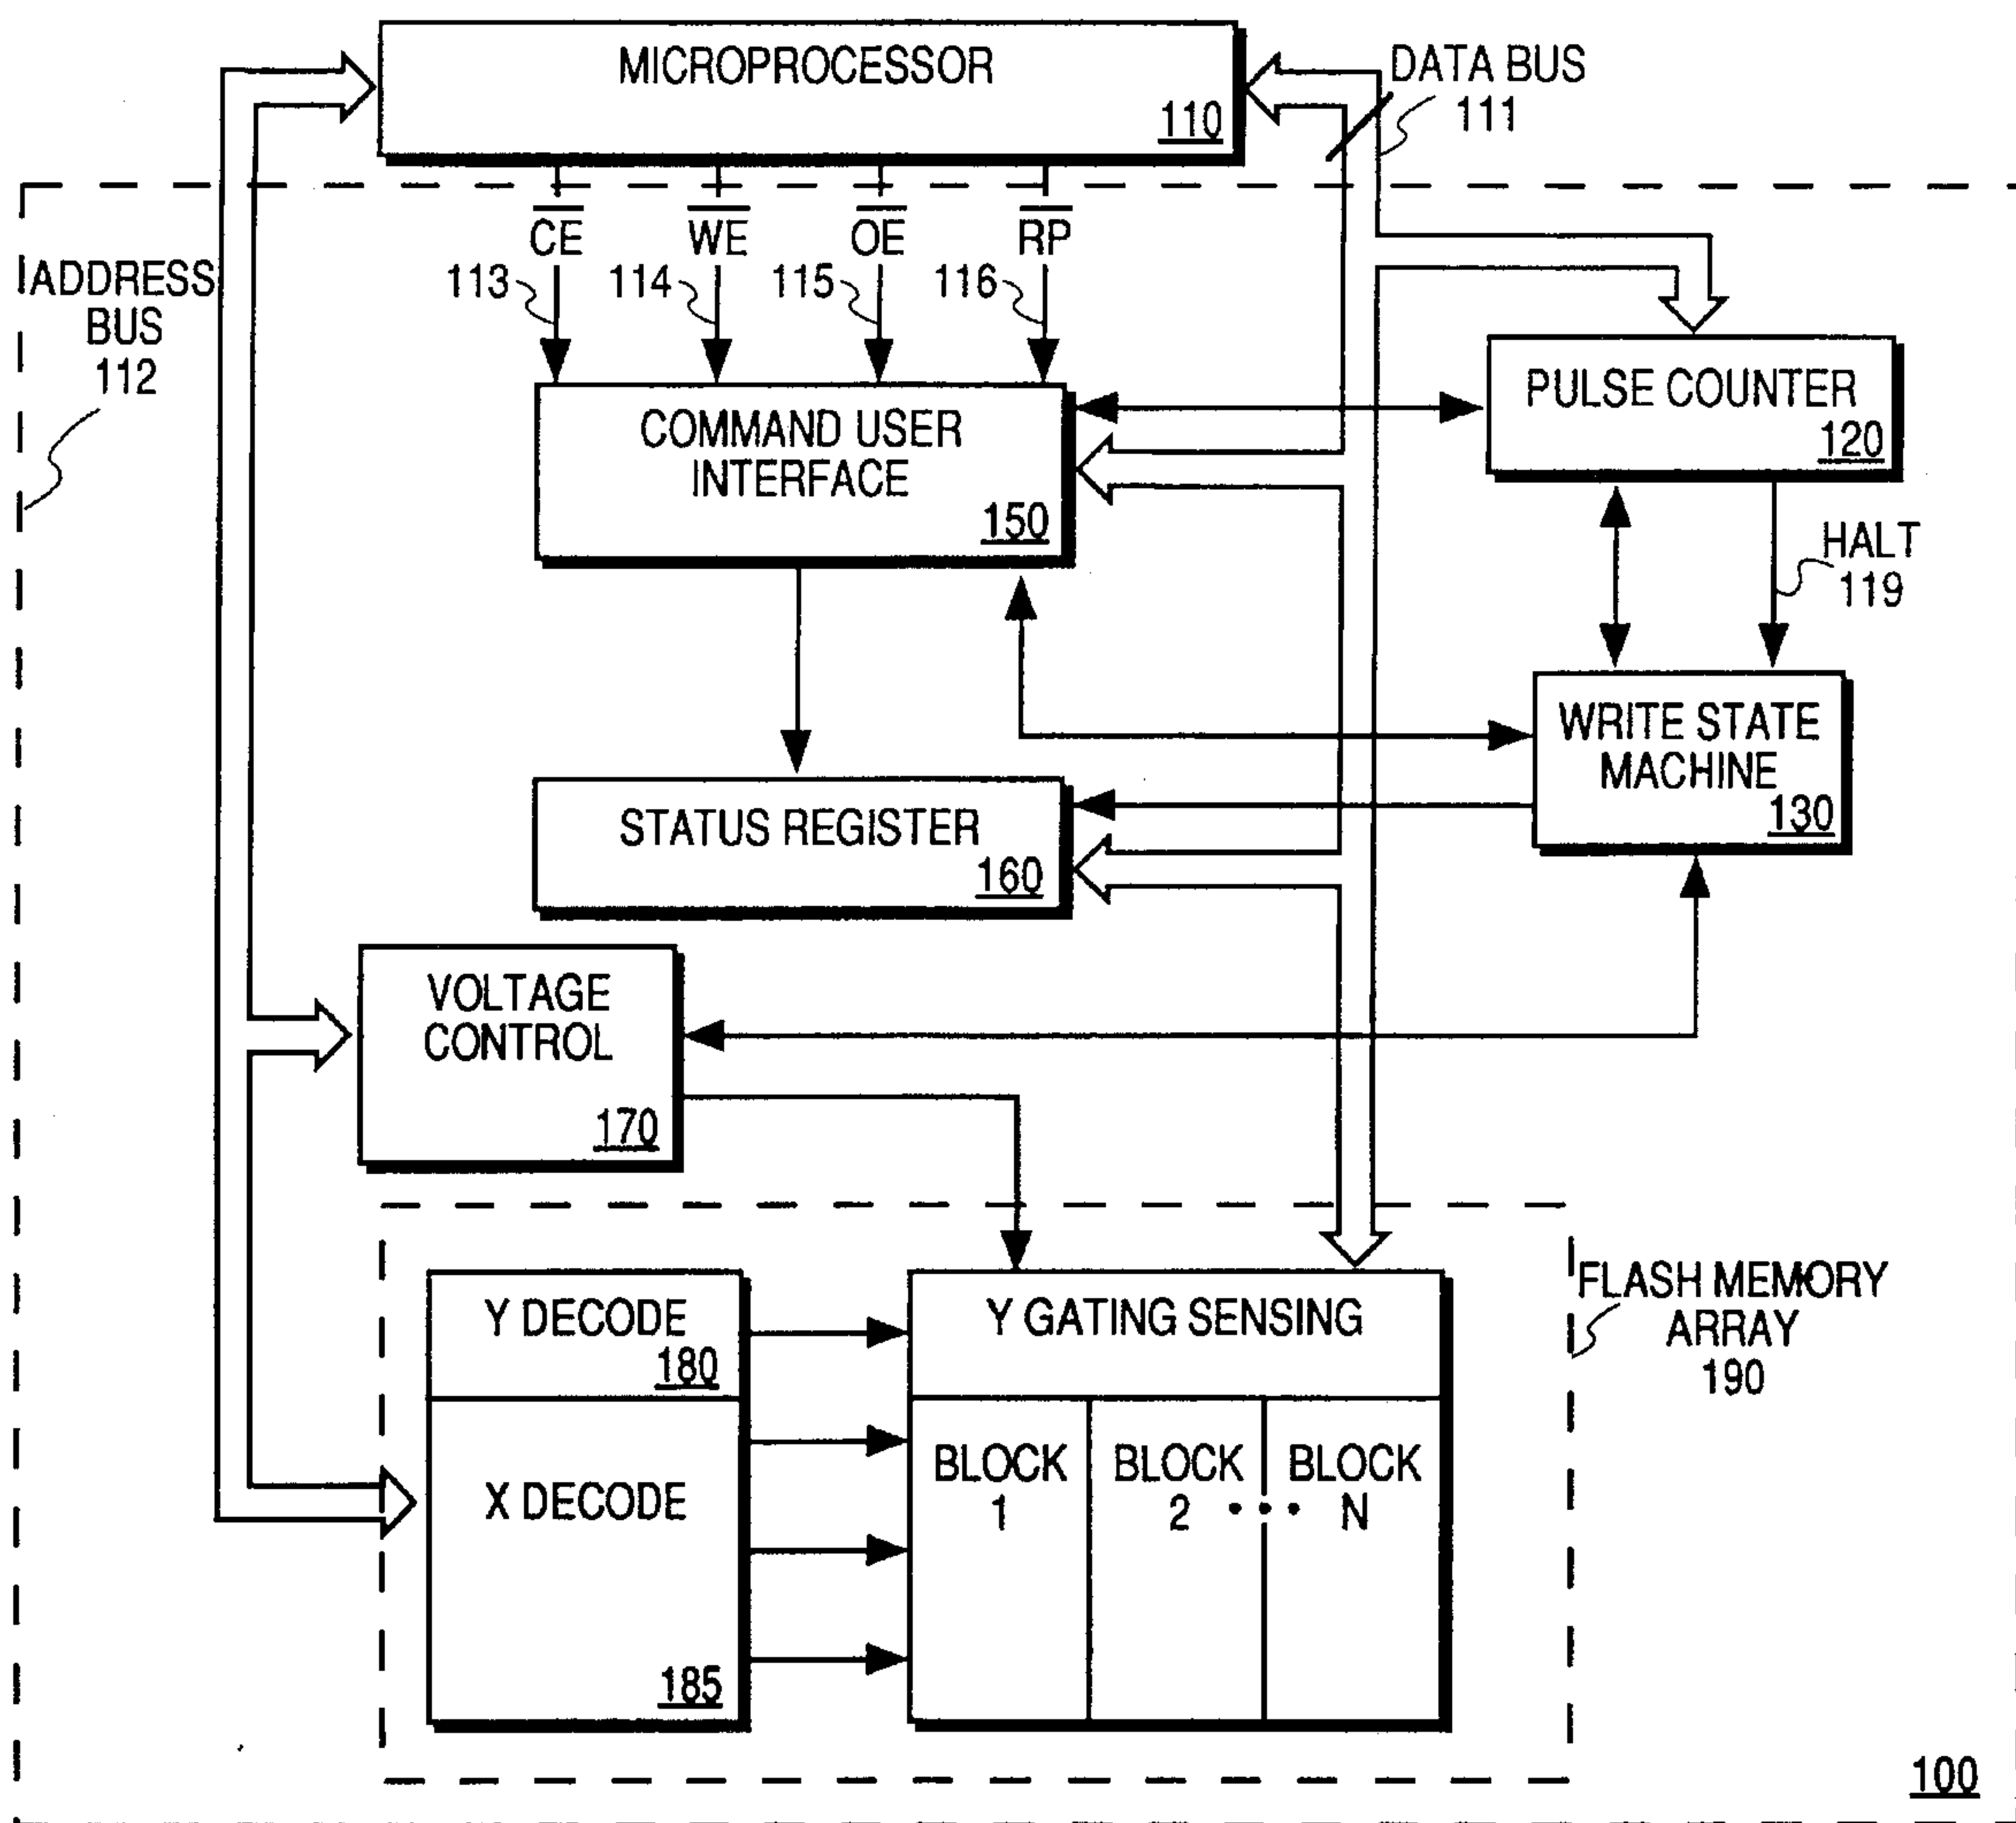 MICROPROCESSOR
110
DATA BUS
111
CE
WE
OE
RP
113
114
115
116
ADDRESS
BUS
112
PULSE COUNTER
120
COMMAND USER
INTERFACE
150
HALT
119
WRITE STATE
MACHINE
130
STATUS REGISTER
160
VOLTAGE
CONTROL
170
FLASH MEMORY
ARRAY
190
Y DECODE
180
Y GATING SENSING
X DECODE
185
BLOCK
1
BLOCK
2
• • •
BLOCK
N
100